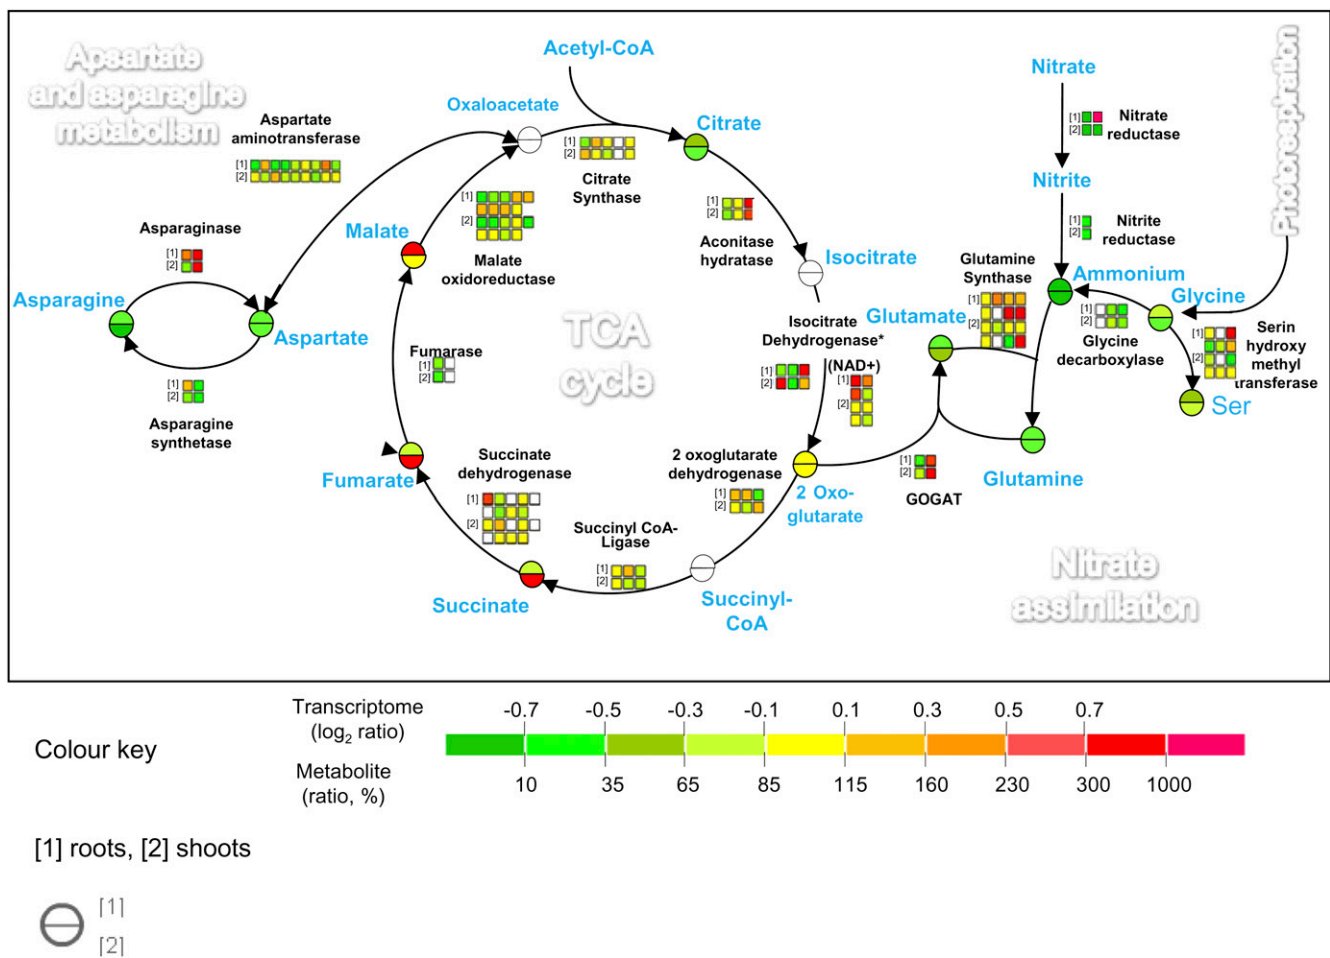 Apsartate
and asparagine
metabolism
Acetyl-CoA
Oxaloacetate
Citrate
Nitrate
Photorespiration
Aspartate
aminotransferase
[1]
[2]
[1]
[2]
Citrate
Synthase
[1]
[2]
Nitrate
reductase
Nitrite
[1]
[2]
Nitrite
reductase
Asparaginase
[1]
[2]
Malate
[1]
[2]
Malate
oxidoreductase
[1]
[2]
Aconitase
hydratase
Isocitrate
Glutamine
Synthase
[1]
[2]
Ammonium
Glycine
Asparagine
Aspartate
TCA
cycle
Isocitrate
Dehydrogenase*
(NAD+)
[1]
[2]
[1]
[2]
Glutamate
[1]
[2]
Glycine
decarboxylase
[1]
[2]
Serin
hydroxy
methyl
transferase
Fumarase
[1]
[2]
[1]
[2]
Asparagine
synthetase
Ser
Fumarate
Succinate
dehydrogenase
[1]
[2]
2 oxoglutarate
dehydrogenase
[1]
[2]
2 Oxo-
glutarate
[1]
[2]
GOGAT
Glutamine
Succinyl CoA-
Ligase
[1]
[2]
Succinate
Succinyl-
CoA
Nitrate
assimilation
Transcriptome
(log2 ratio)
-0.7 -0.5 -0.3 -0.1 0.1 0.3 0.5 0.7
Colour key
Metabolite
(ratio, %)
10 35 65 85 115 160 230 300 1000
[1] roots, [2] shoots
[1]
[2]